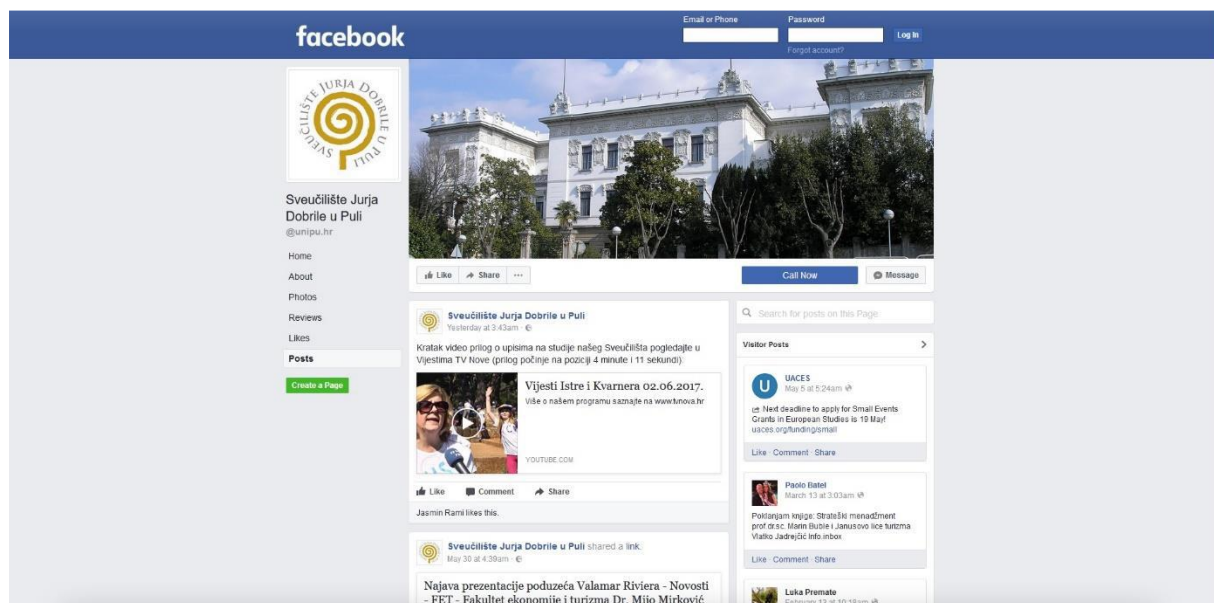 facebook
Email or Phone
Password
Log In
Forgot account?
SVEUČILIŠTE JURJA DOBRILE U PULI
Sveučilište Jurja
Dobrile u Puli
@unipu.hr
Home
About
Photos
Reviews
Likes
Posts
Create a Page
Like
Share
Call Now
Message
Sveučilište Jurja Dobrile u Puli
Yesterday at 3:43am
Kratak video prilog o upisima na studije našeg Sveučilišta pogledajte u
Vijestima TV Nove (prilog počinje na poziciji 4 minute i 11 sekundi):
Vijesti Istre i Kvarnera 02.06.2017.
Više o našem programu saznajte na www.tvnova.hr
YOUTUBE.COM
Like Comment Share
Jasmin Rami likes this.
Sveučilište Jurja Dobrile u Puli shared a link.
May 30 at 4:39am
Najava prezentacije poduzeća Valamar Riviera - Novosti
- FET - Fakultet ekonomije i turizma Dr. Mijo Mirković
Search for posts on this Page
Visitor Posts
U
UACES
May 5 at 5:24am
Next deadline to apply for Small Events
Grants in European Studies is 19 May!
uaces.org/funding/small
Like · Comment · Share
Paolo Batel
March 13 at 3:03am
Poklanjam knjige: Strateški menadžment
prof.dr.sc. Marin Buble i Janusovo lice turizma
Vlatko Jadrejčić Info.inbox
Like · Comment · Share
Luka Premate
February 13 at 10:18am